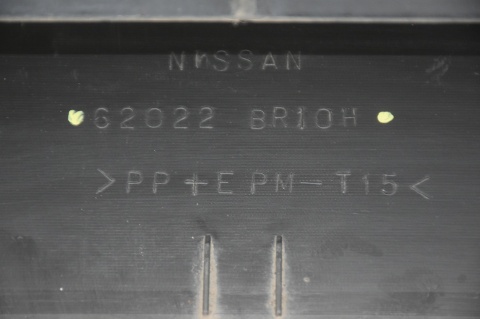 NISSAN
62022 BR10H
>PP+EPM-T15<